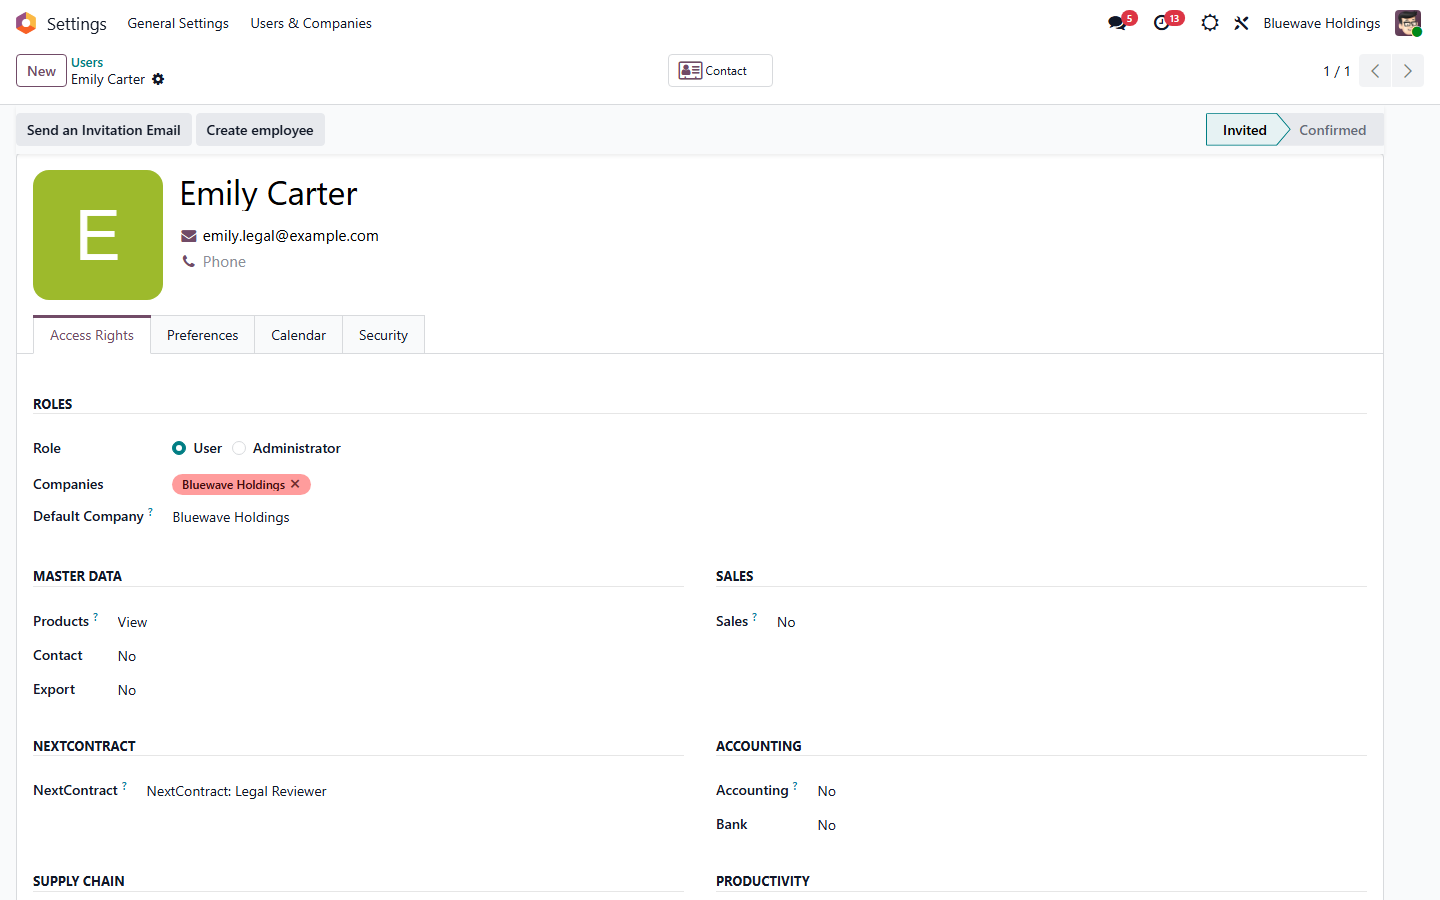 Settings General Settings Users & Companies 5 13 Bluewave Holdings
New Users Contact 1 / 1
Emily Carter
Send an Invitation Email Create employee Invited Confirmed
E Emily Carter
emily.legal@example.com
Phone
Access Rights Preferences Calendar Security
ROLES
Role User Administrator
Companies Bluewave Holdings
Default Company ? Bluewave Holdings
MASTER DATA SALES
Products ? View Sales ? No
Contact No
Export No
NEXTCONTRACT ACCOUNTING
NextContract ? NextContract: Legal Reviewer Accounting ? No
Bank No
SUPPLY CHAIN PRODUCTIVITY